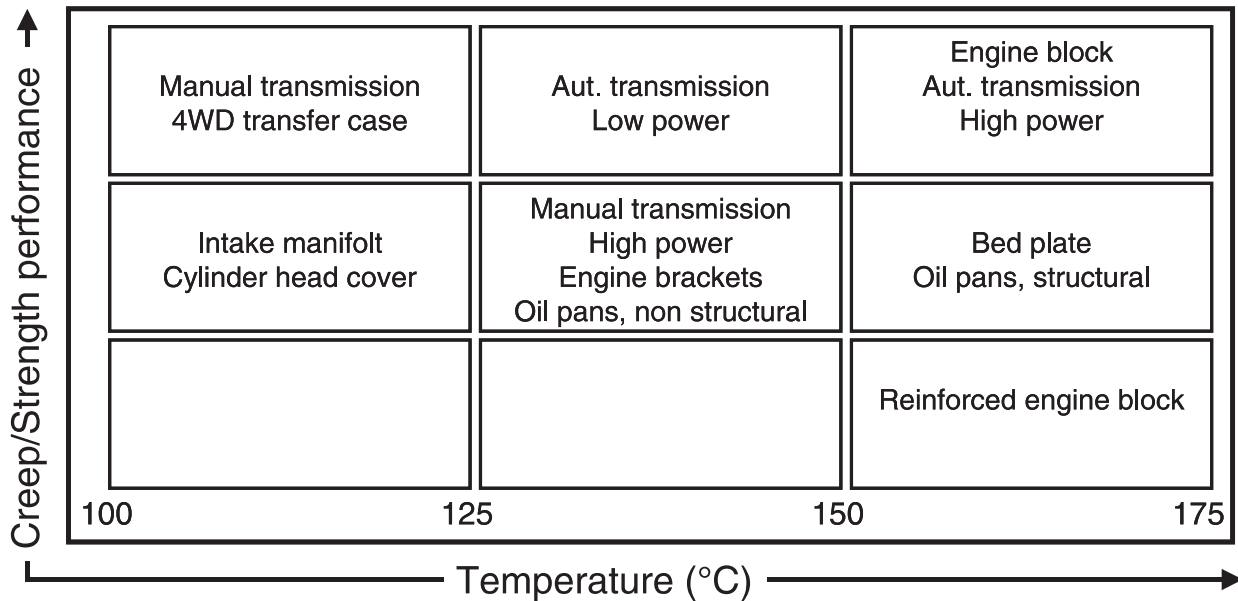 Creep/Strength performance
Manual transmission
4WD transfer case
Aut. transmission
Low power
Engine block
Aut. transmission
High power
Intake manifolt
Cylinder head cover
Manual transmission
High power
Engine brackets
Oil pans, non structural
Bed plate
Oil pans, structural
Reinforced engine block
100 125 150 175
Temperature (°C)